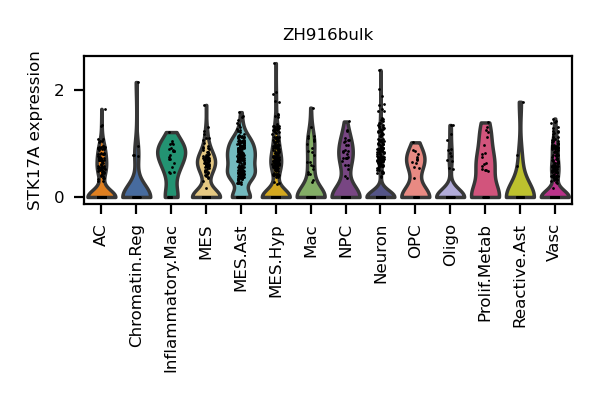 ZH916bulk
STK17A expression
2
0
AC
Chromatin.Reg
Inflammatory.Mac
MES
MES.Ast
MES.Hyp
Mac
NPC
Neuron
OPC
Oligo
Prolif.Metab
Reactive.Ast
Vasc